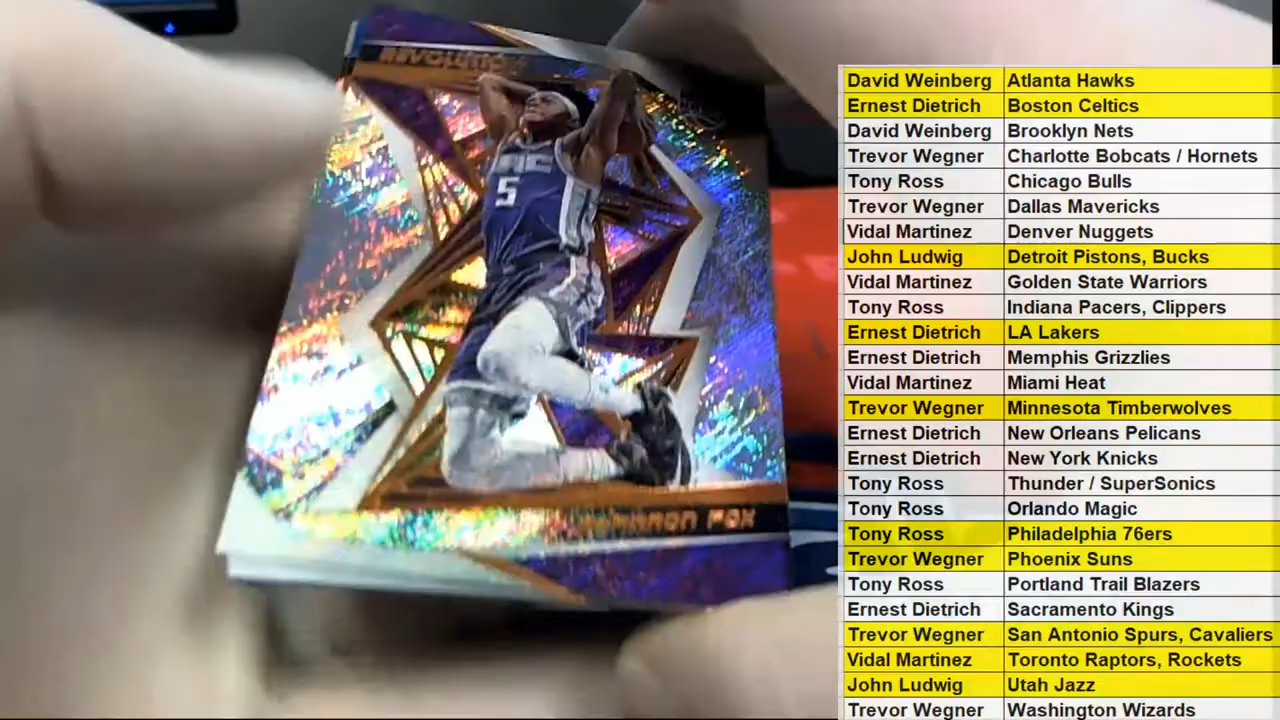 REVOLUTION
5
FOX
David Weinberg Atlanta Hawks
Ernest Dietrich Boston Celtics
David Weinberg Brooklyn Nets
Trevor Wegner Charlotte Bobcats / Hornets
Tony Ross Chicago Bulls
Trevor Wegner Dallas Mavericks
Vidal Martinez Denver Nuggets
John Ludwig Detroit Pistons, Bucks
Vidal Martinez Golden State Warriors
Tony Ross Indiana Pacers, Clippers
Ernest Dietrich LA Lakers
Ernest Dietrich Memphis Grizzlies
Vidal Martinez Miami Heat
Trevor Wegner Minnesota Timberwolves
Ernest Dietrich New Orleans Pelicans
Ernest Dietrich New York Knicks
Tony Ross Thunder / SuperSonics
Tony Ross Orlando Magic
Tony Ross Philadelphia 76ers
Trevor Wegner Phoenix Suns
Tony Ross Portland Trail Blazers
Ernest Dietrich Sacramento Kings
Trevor Wegner San Antonio Spurs, Cavaliers
Vidal Martinez Toronto Raptors, Rockets
John Ludwig Utah Jazz
Trevor Wegner Washington Wizards